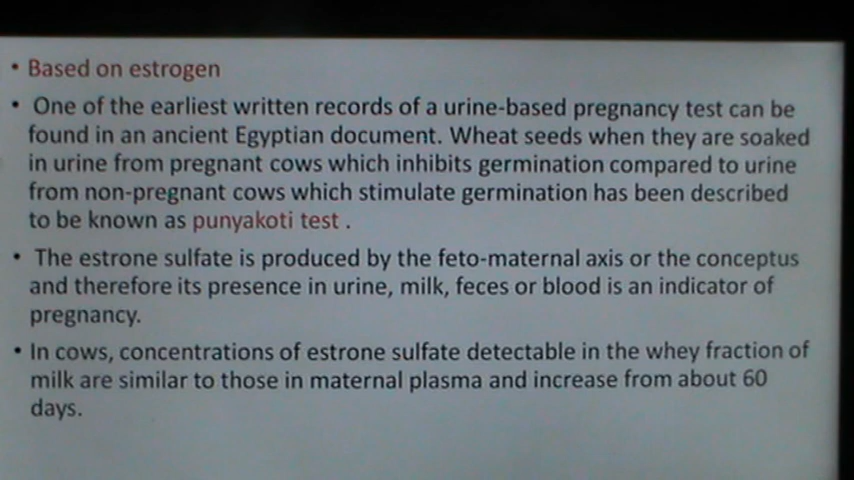 • Based on estrogen
• One of the earliest written records of a urine-based pregnancy test can be
found in an ancient Egyptian document. Wheat seeds when they are soaked
in urine from pregnant cows which inhibits germination compared to urine
from non-pregnant cows which stimulate germination has been described
to be known as punyakoti test .
• The estrone sulfate is produced by the feto-maternal axis or the conceptus
and therefore its presence in urine, milk, feces or blood is an indicator of
pregnancy.
• In cows, concentrations of estrone sulfate detectable in the whey fraction of
milk are similar to those in maternal plasma and increase from about 60
days.